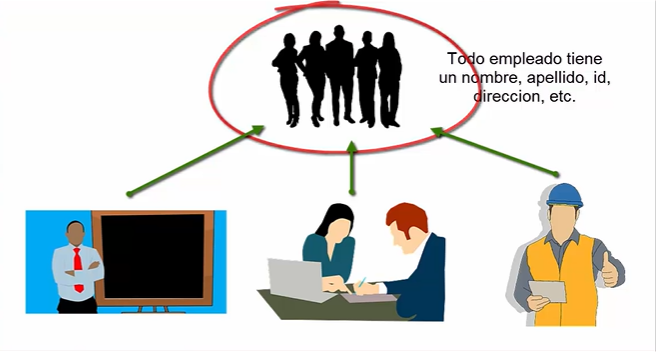 Todo empleado tiene
un nombre, apellido, id,
direccion, etc.